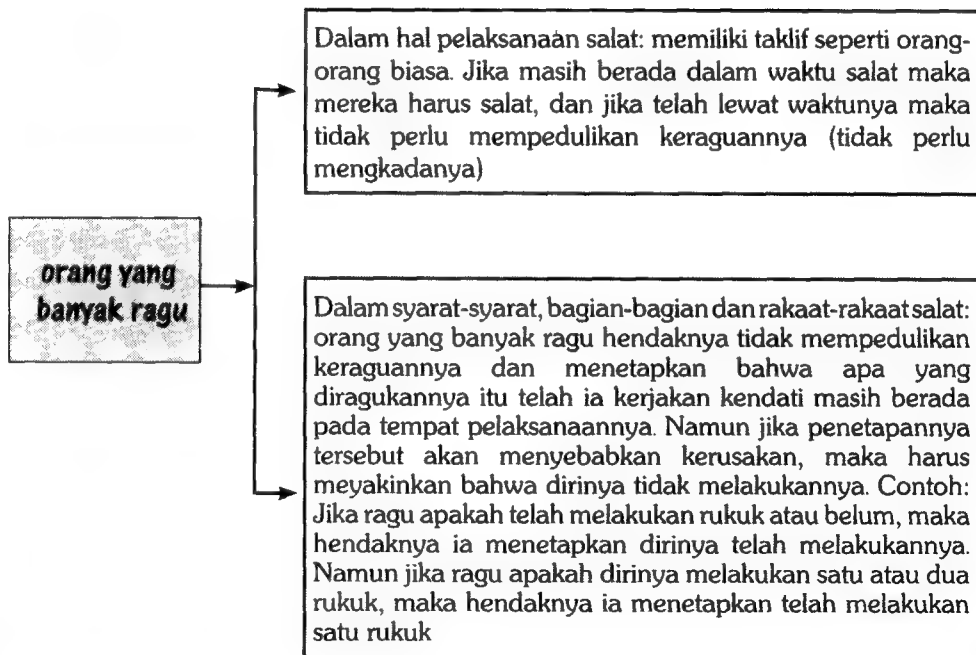 Dalam hal pelaksanaan salat: memiliki taklif seperti orang-
orang biasa. Jika masih berada dalam waktu salat maka
mereka harus salat, dan jika telah lewat waktunya maka
tidak perlu mempedulikan keraguannya (tidak perlu
mengkadanya)
orang yang
banyak ragu
Dalam syarat-syarat, bagian-bagian dan rakaat-rakaat salat:
orang yang banyak ragu hendaknya tidak mempedulikan
keraguannya dan menetapkan bahwa apa yang
diragukannya itu telah ia kerjakan kendati masih berada
pada tempat pelaksanaannya. Namun jika penetapannya
tersebut akan menyebabkan kerusakan, maka harus
meyakinkan bahwa dirinya tidak melakukannya. Contoh:
Jika ragu apakah telah melakukan rukuk atau belum, maka
hendaknya ia menetapkan dirinya telah melakukannya.
Namun jika ragu apakah dirinya melakukan satu atau dua
rukuk, maka hendaknya ia menetapkan telah melakukan
satu rukuk